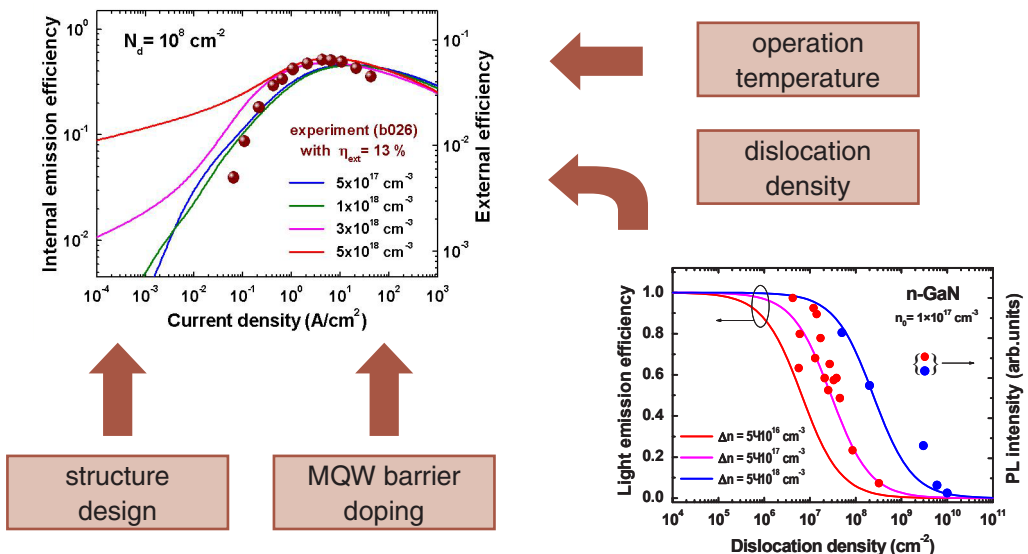 N_d = 10^8 cm^-2
Internal emission efficiency
External efficiency
10^0
10^-1
10^-2
10^-1
10^-2
10^-3
experiment (b026)
with η_ext = 13 %
5x10^17 cm^-3
1x10^18 cm^-3
3x10^18 cm^-3
5x10^18 cm^-3
10^-4 10^-3 10^-2 10^-1 10^0 10^1 10^2 10^3
Current density (A/cm^2)
operation
temperature
dislocation
density
structure
design
MQW barrier
doping
Light emission efficiency
PL intensity (arb.units)
1.0
0.8
0.6
0.4
0.2
0.0
n-GaN
n_0 = 1×10^17 cm^-3
{ }
Δn = 5Ч10^16 cm^-3
Δn = 5Ч10^17 cm^-3
Δn = 5Ч10^18 cm^-3
10^4 10^5 10^6 10^7 10^8 10^9 10^10 10^11
Dislocation density (cm^-2)